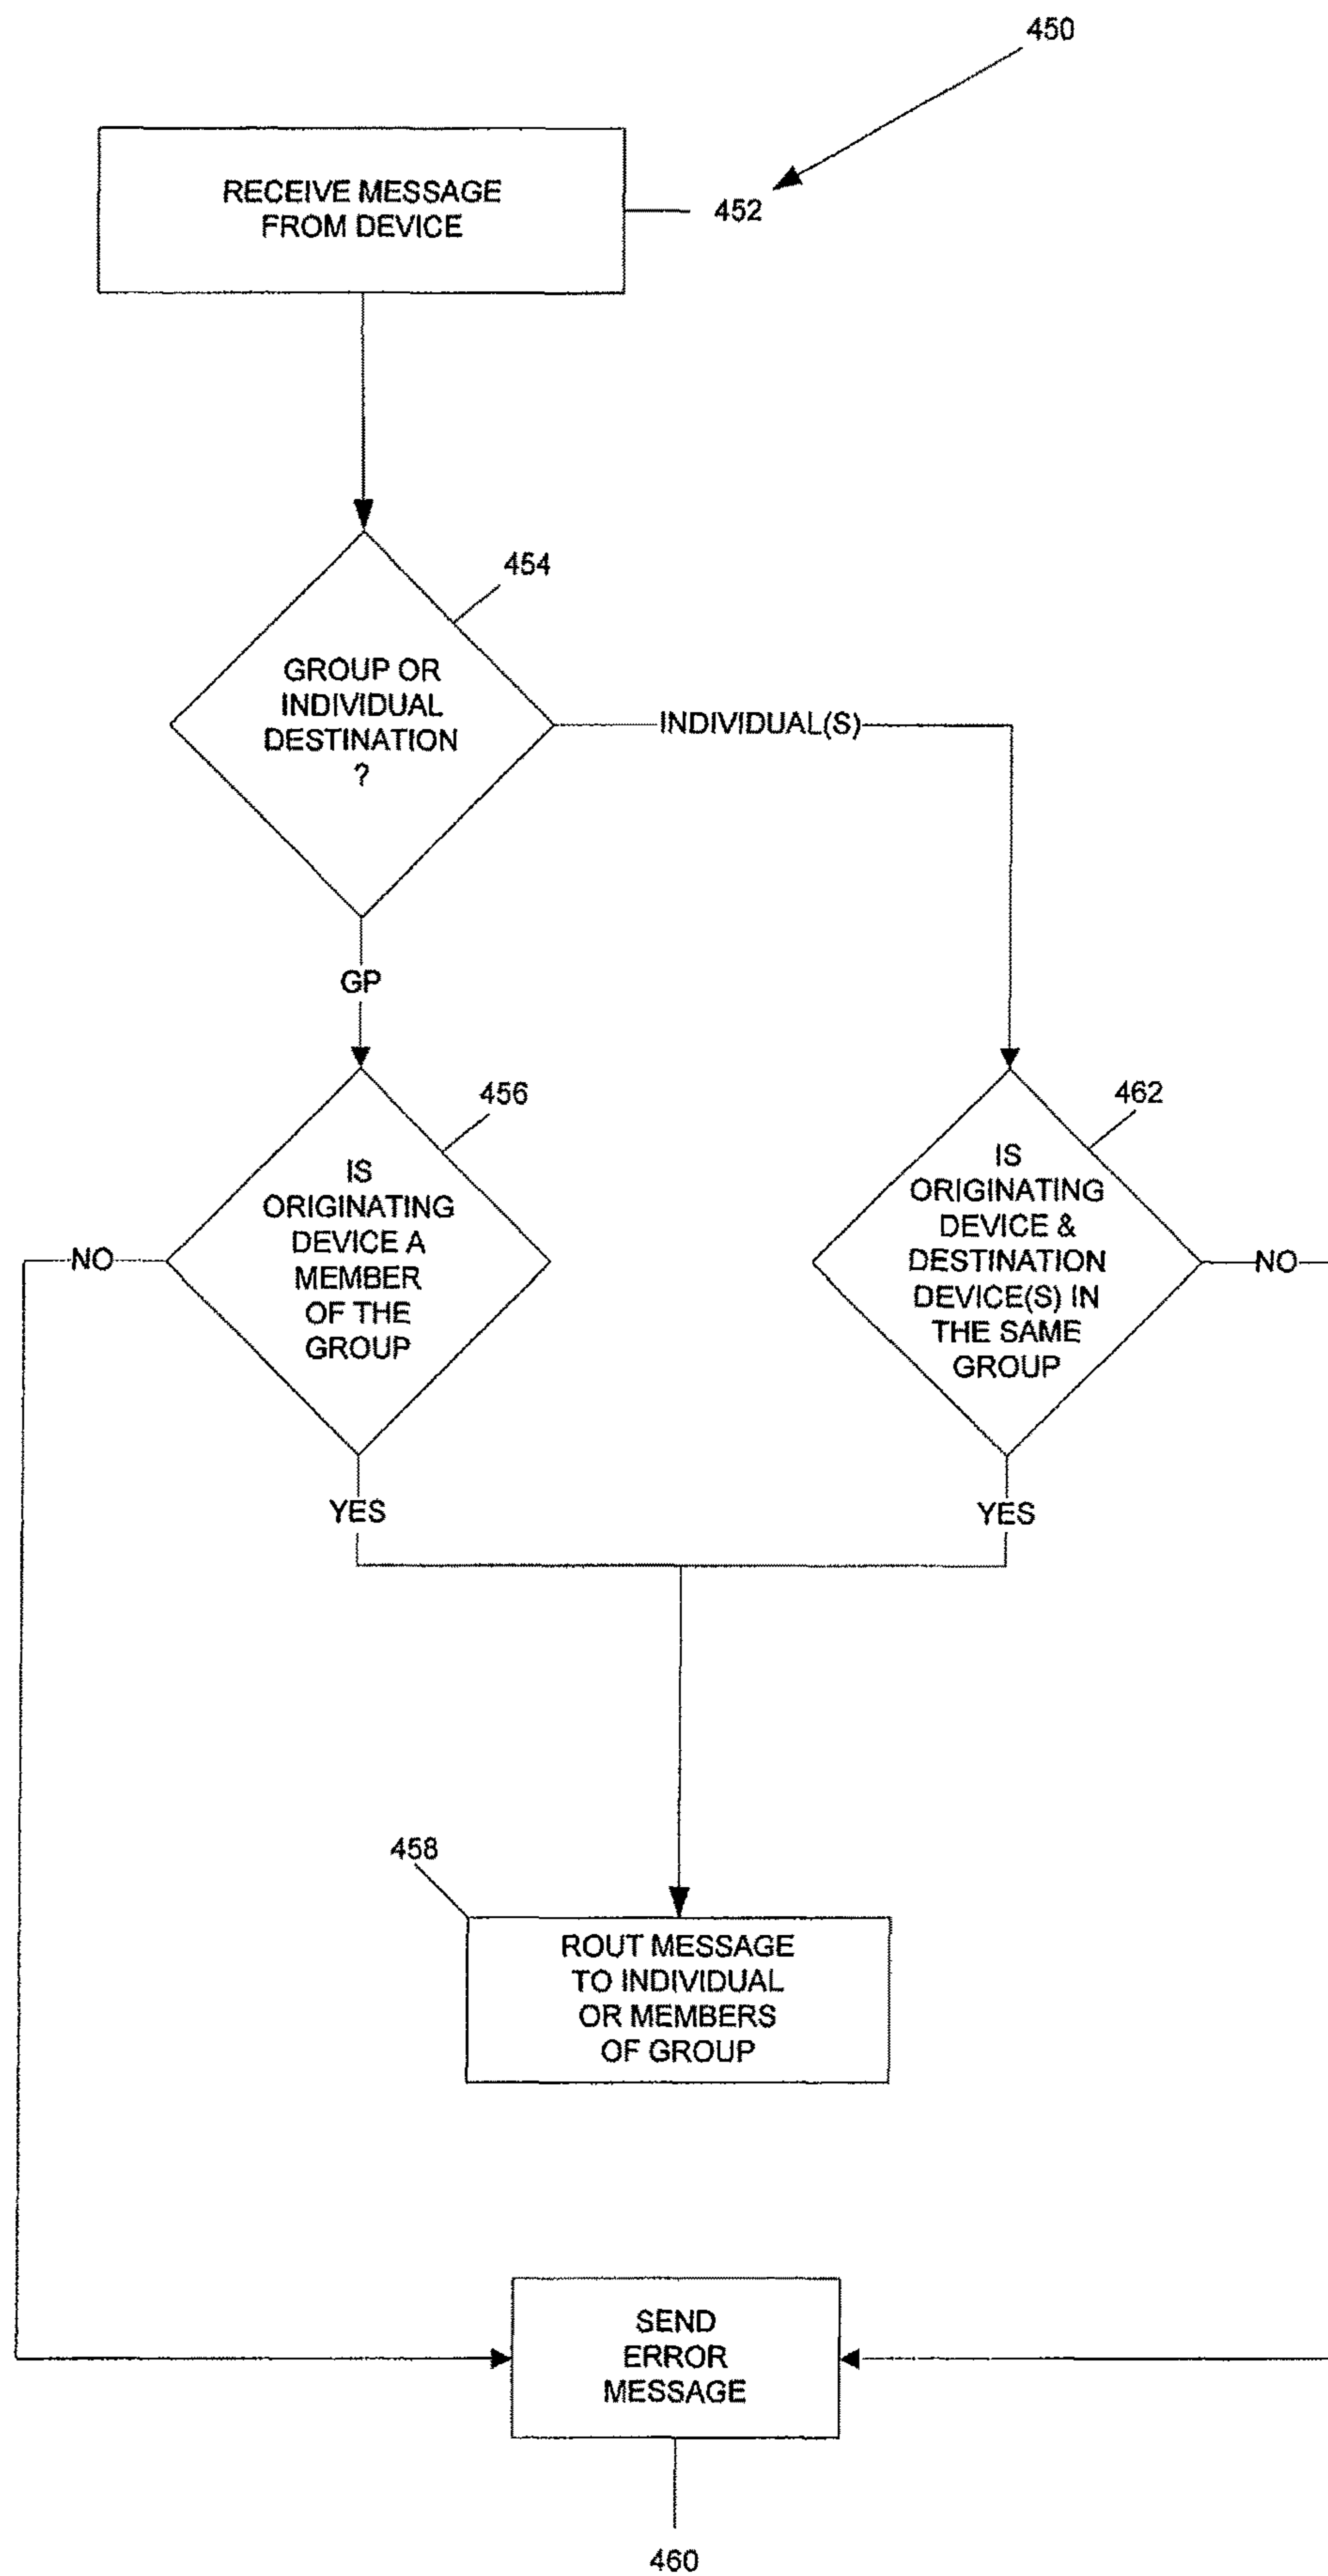 450
RECEIVE MESSAGE
FROM DEVICE
452
454
GROUP OR
INDIVIDUAL
DESTINATION
?
INDIVIDUAL(S)
GP
456
IS
ORIGINATING
DEVICE A
MEMBER
OF THE
GROUP
NO
YES
462
IS
ORIGINATING
DEVICE &
DESTINATION
DEVICE(S) IN
THE SAME
GROUP
NO
YES
458
ROUT MESSAGE
TO INDIVIDUAL
OR MEMBERS
OF GROUP
SEND
ERROR
MESSAGE
460